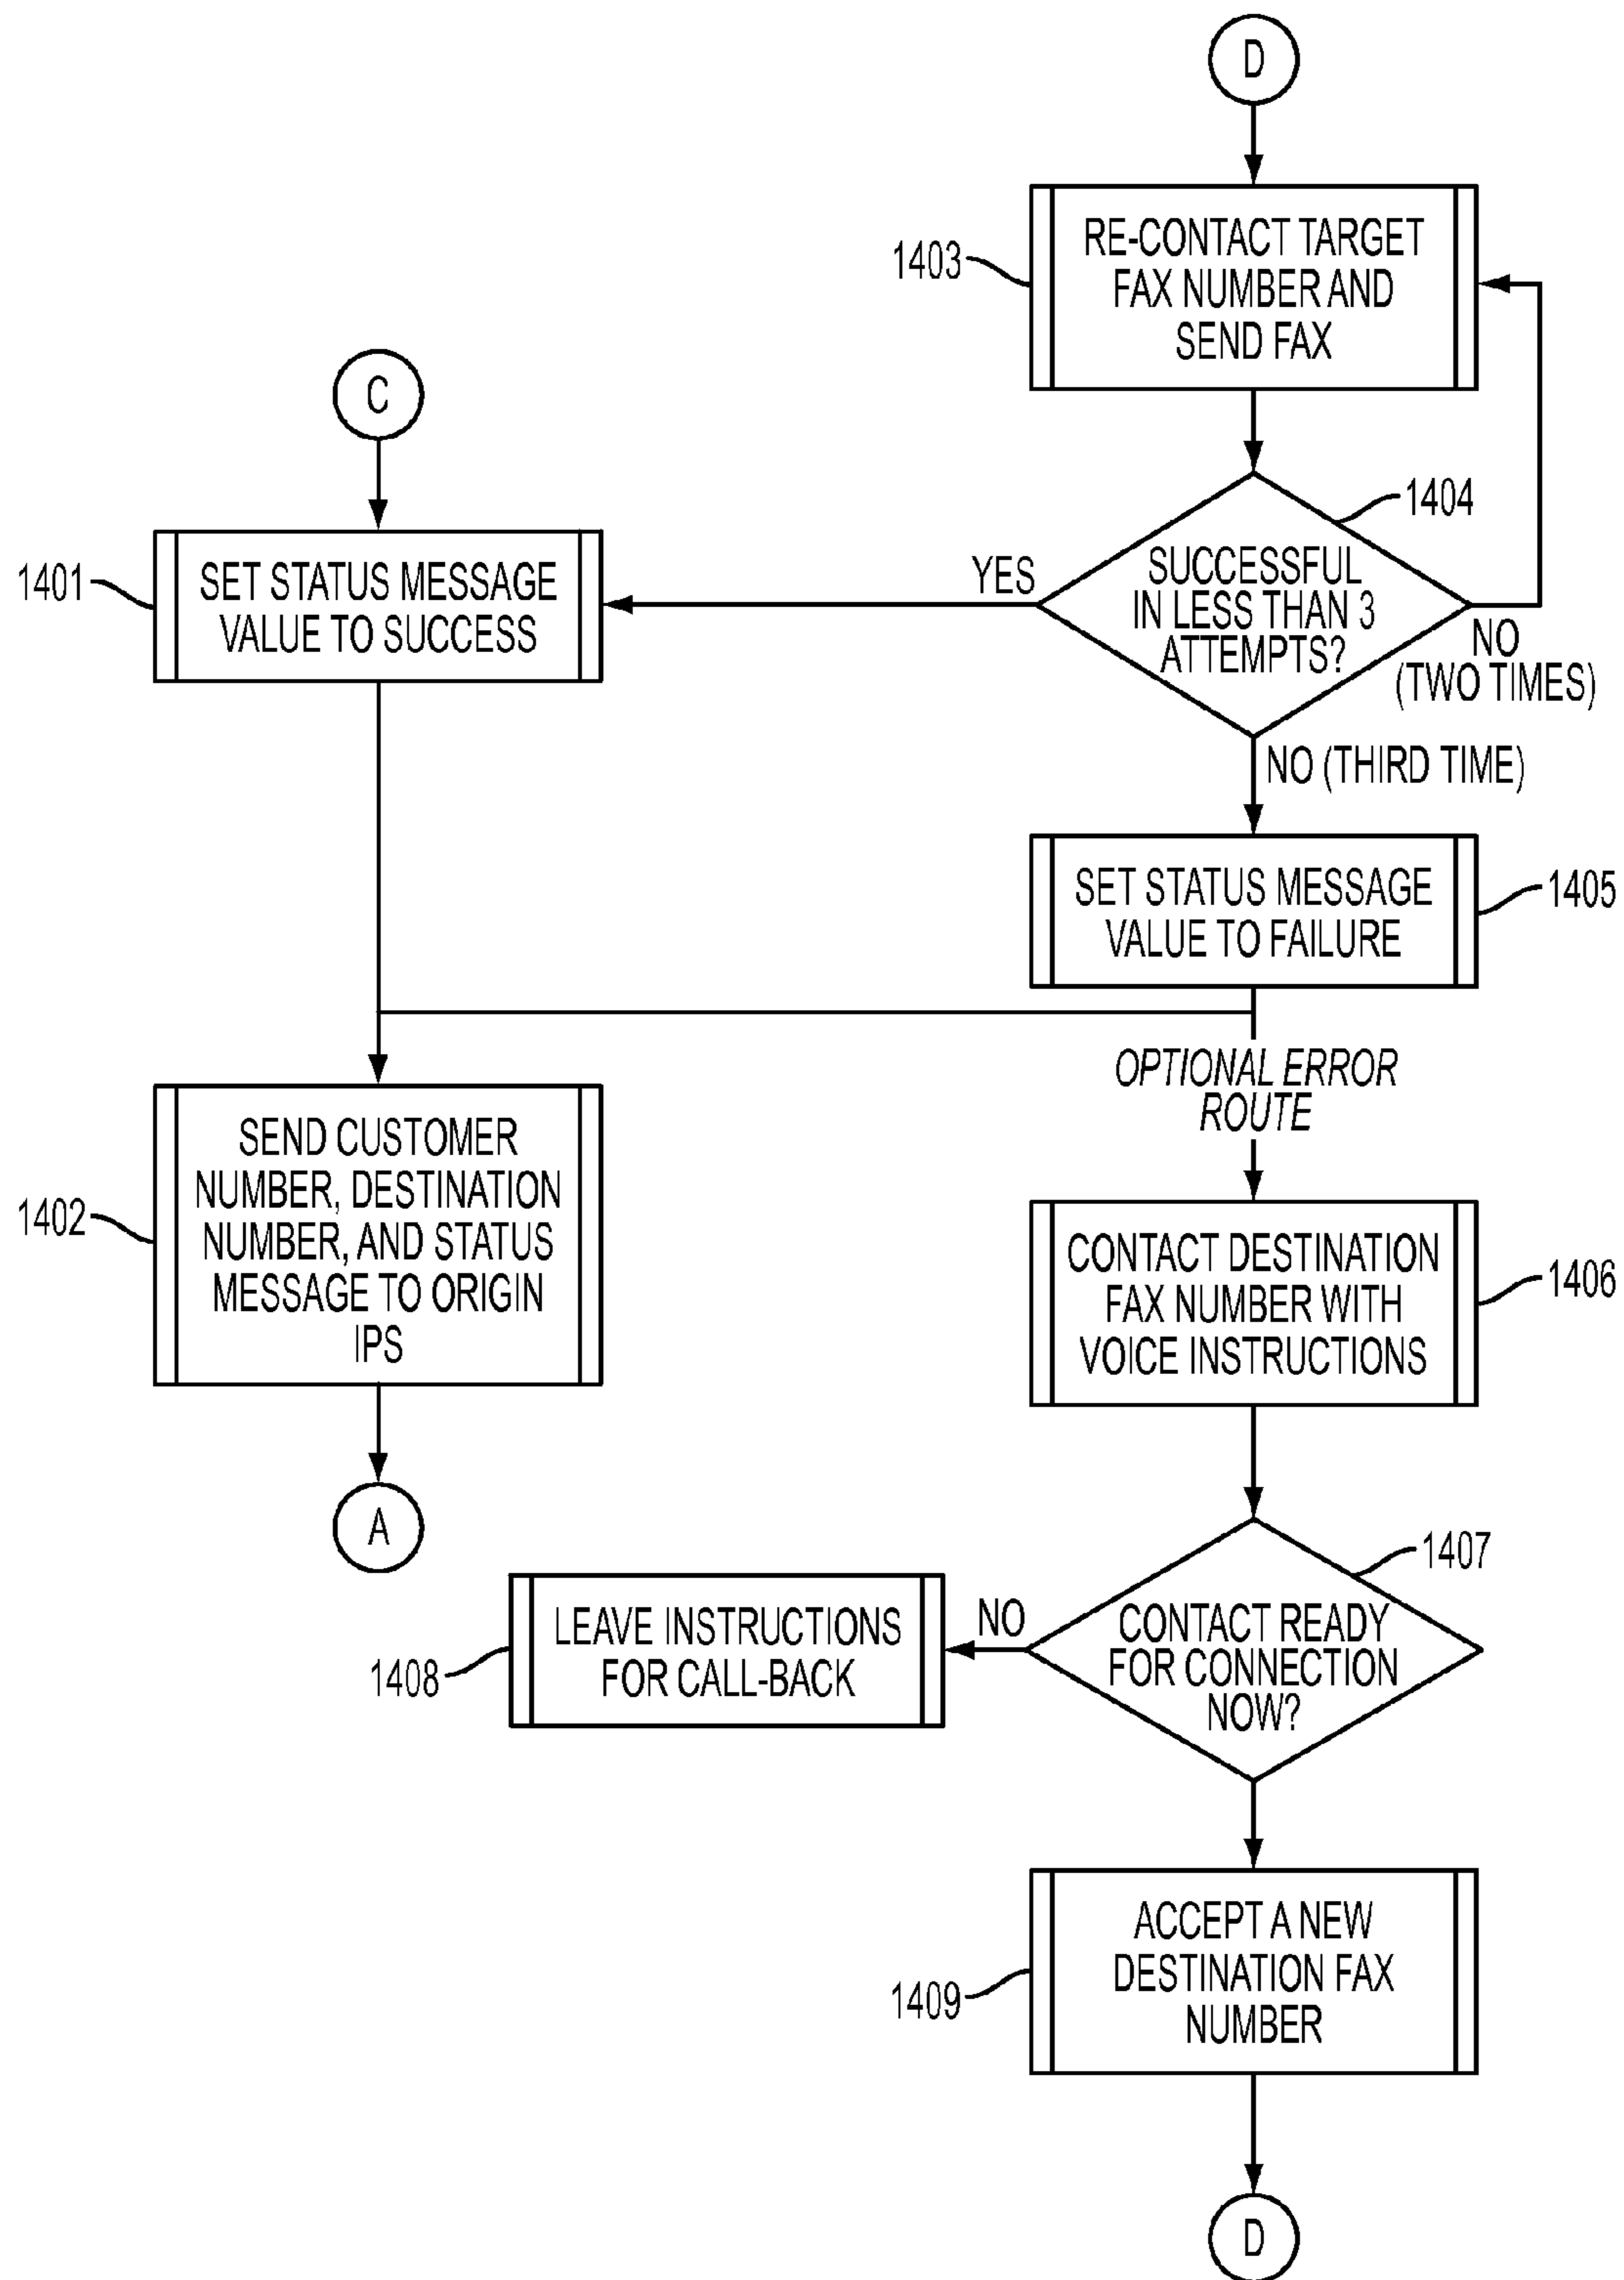 D
RE-CONTACT TARGET
FAX NUMBER AND
SEND FAX
1403
C
1404
SUCCESSFUL
IN LESS THAN 3
ATTEMPTS?
YES
NO
(TWO TIMES)
1401
SET STATUS MESSAGE
VALUE TO SUCCESS
NO (THIRD TIME)
SET STATUS MESSAGE
VALUE TO FAILURE
1405
OPTIONAL ERROR
ROUTE
1402
SEND CUSTOMER
NUMBER, DESTINATION
NUMBER, AND STATUS
MESSAGE TO ORIGIN
IPS
CONTACT DESTINATION
FAX NUMBER WITH
VOICE INSTRUCTIONS
1406
A
1407
CONTACT READY
FOR CONNECTION
NOW?
NO
LEAVE INSTRUCTIONS
FOR CALL-BACK
1408
ACCEPT A NEW
DESTINATION FAX
NUMBER
1409
D